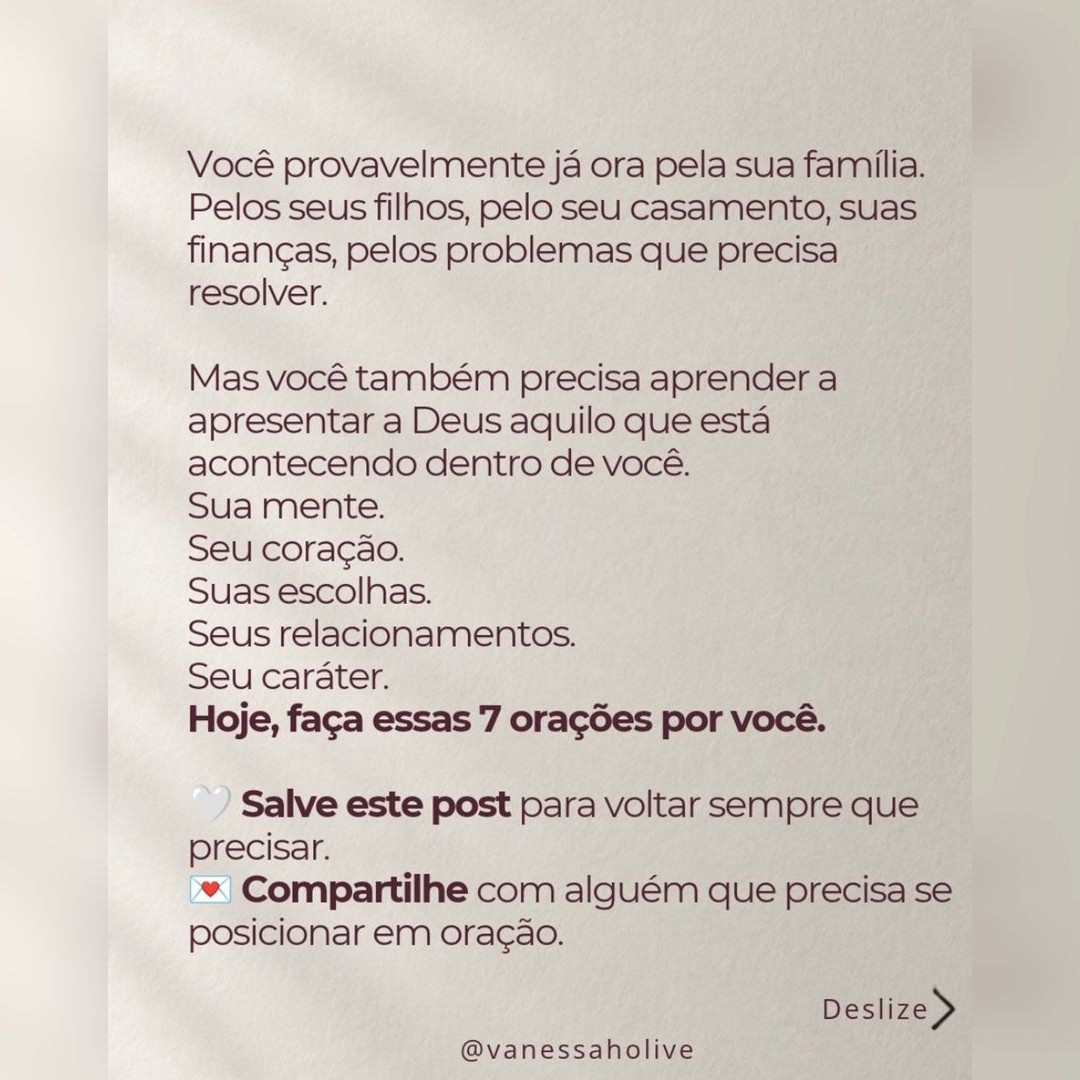 Você provavelmente já ora pela sua família.
Pelos seus filhos, pelo seu casamento, suas
finanças, pelos problemas que precisa
resolver.
Mas você também precisa aprender a
apresentar a Deus aquilo que está
acontecendo dentro de você.
Sua mente.
Seu coração.
Suas escolhas.
Seus relacionamentos.
Seu caráter.
Hoje, faça essas 7 orações por você.
🤍 Salve este post para voltar sempre que
precisar.
💌 Compartilhe com alguém que precisa se
posicionar em oração.
Deslize
@vanessaholive